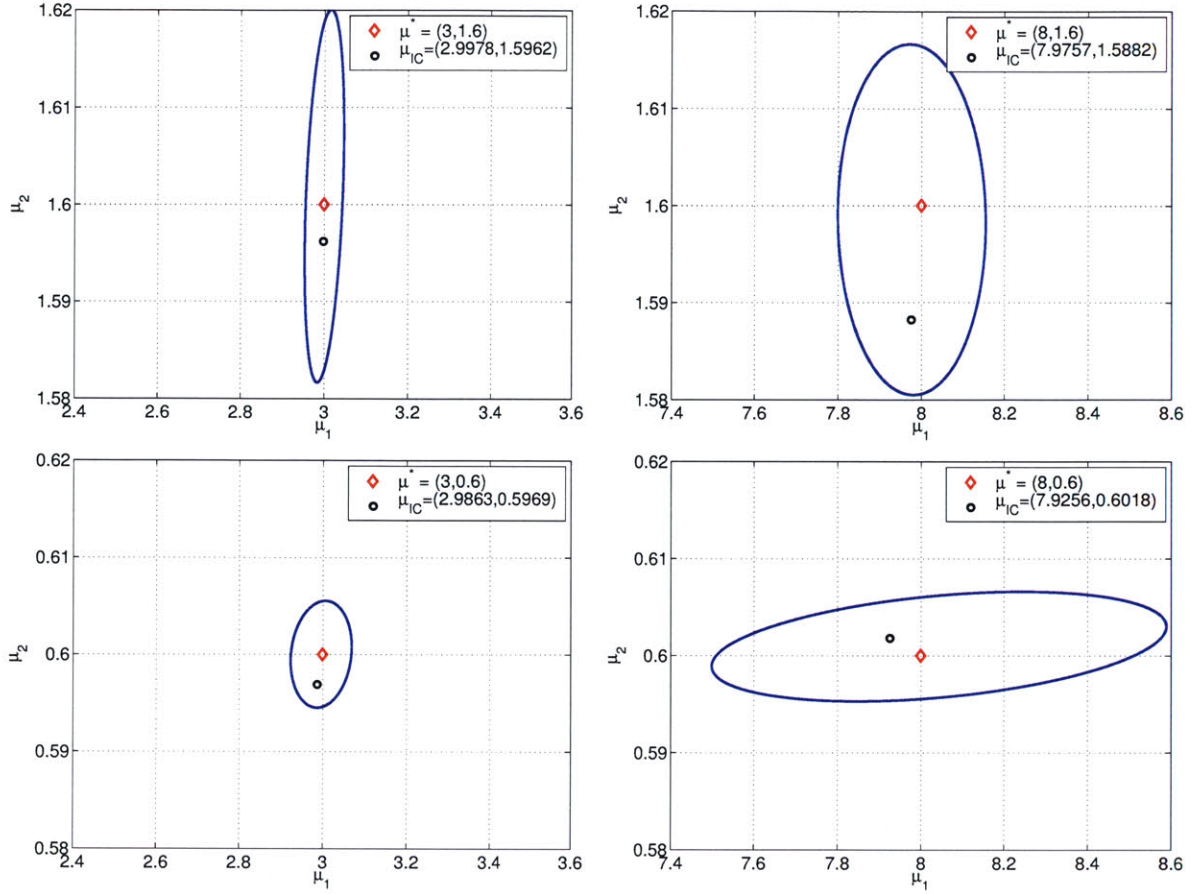 1.62
1.61
1.6
1.59
1.58
μ₂
2.4 2.6 2.8 3 3.2 3.4 3.6
μ₁
μ* = (3,1.6)
μIC=(2.9978,1.5962)
1.62
1.61
1.6
1.59
1.58
μ₂
7.4 7.6 7.8 8 8.2 8.4 8.6
μ₁
μ* = (8,1.6)
μIC=(7.9757,1.5882)
0.62
0.61
0.6
0.59
0.58
μ₂
2.4 2.6 2.8 3 3.2 3.4 3.6
μ₁
μ* = (3,0.6)
μIC=(2.9863,0.5969)
0.62
0.61
0.6
0.59
0.58
μ₂
7.4 7.6 7.8 8 8.2 8.4 8.6
μ₁
μ* = (8,0.6)
μIC=(7.9256,0.6018)